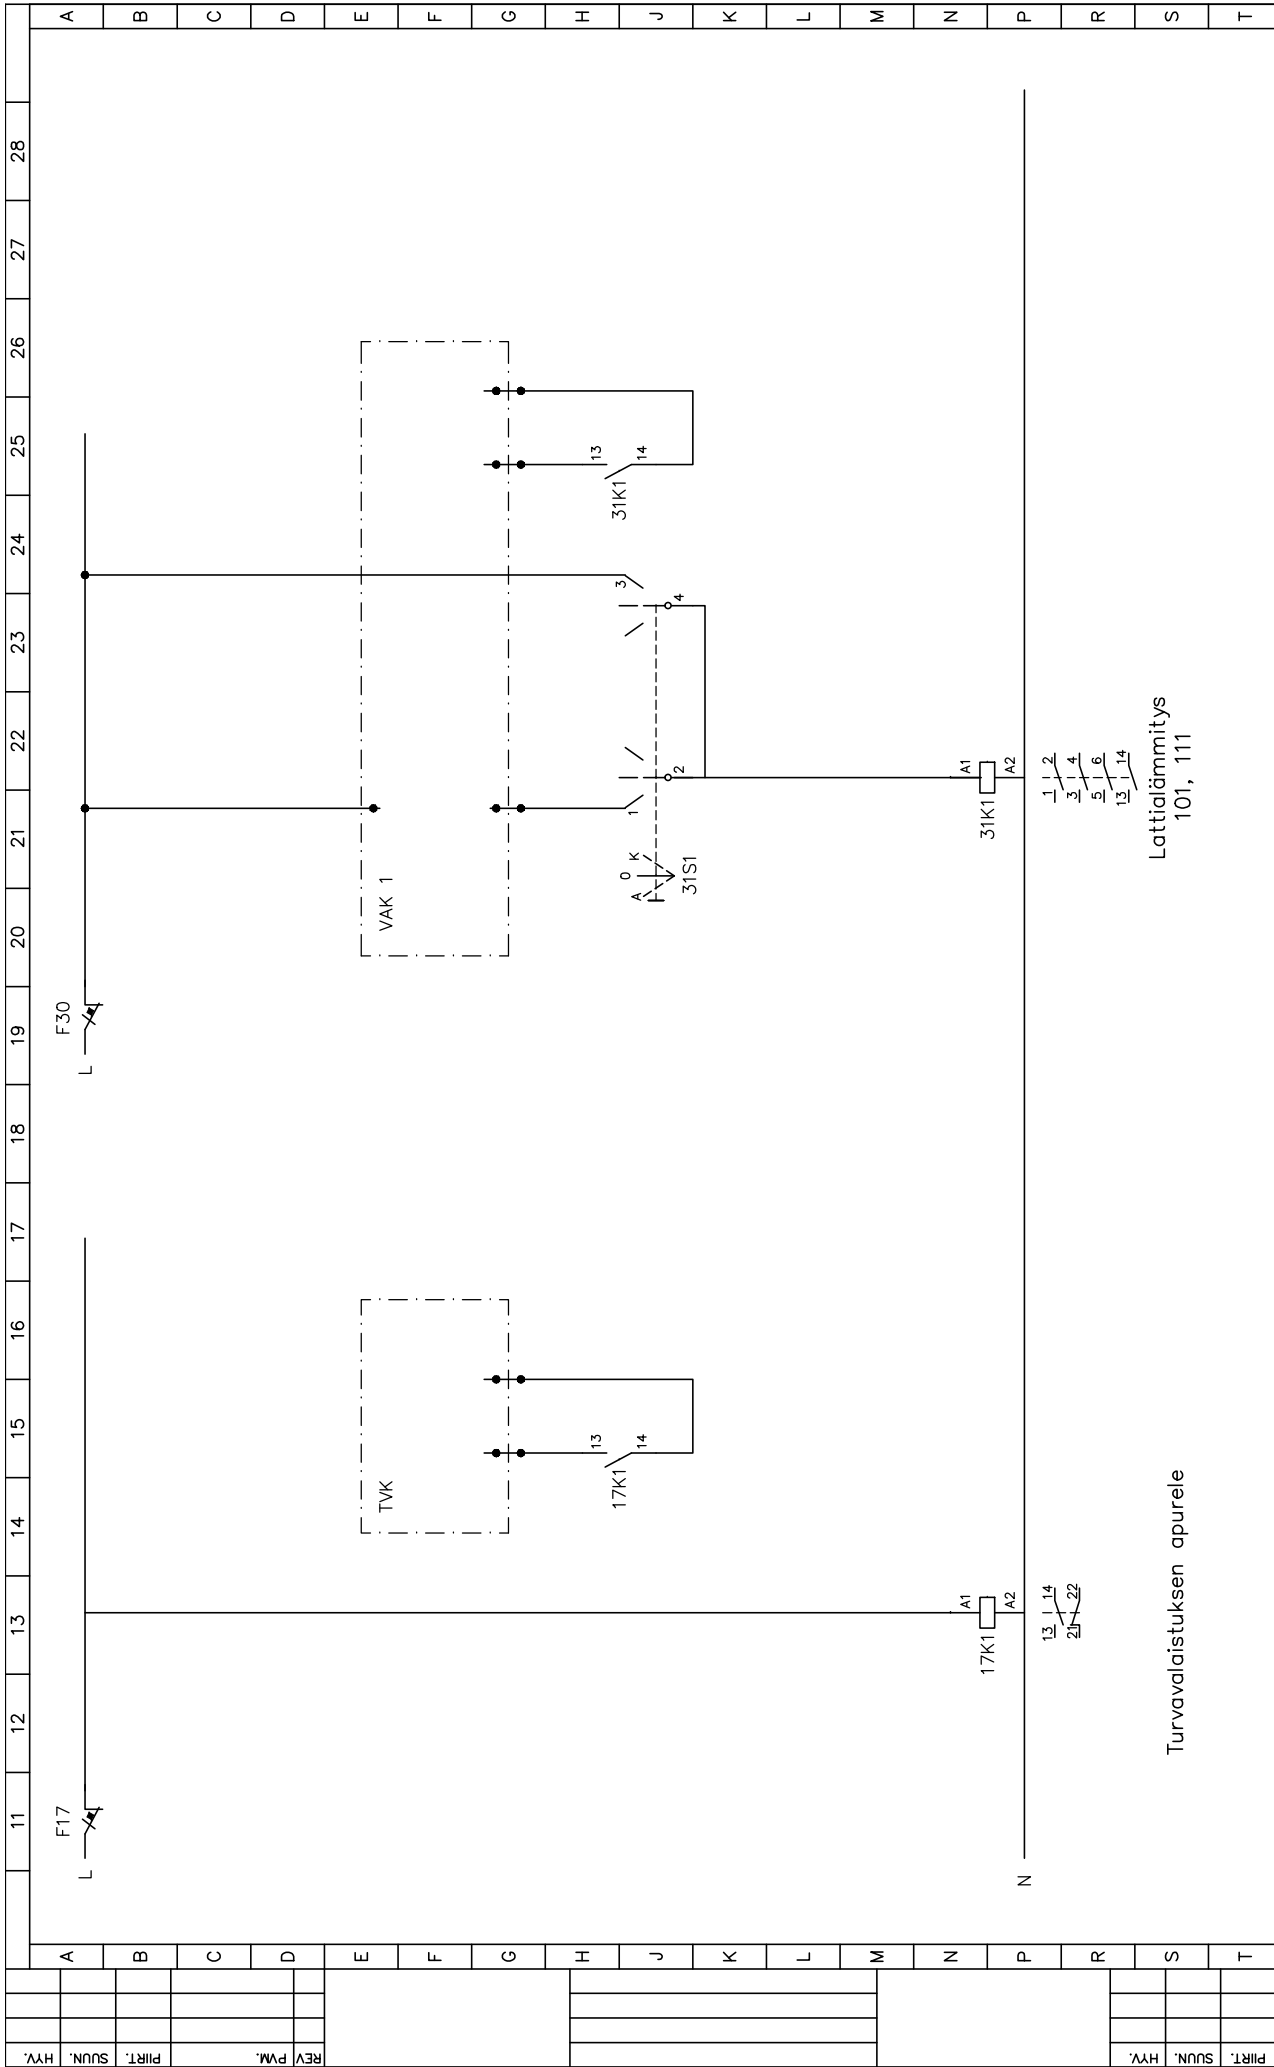 11 12 13 14 15 16 17 18 19 20 21 22 23 24 25 26 27 28
A A
B B
C C
D D
E E
F F
G G
H H
J J
K K
L L
M M
N N
P P
R R
S S
T T
F17
L
F30
L
TVK
VAK 1
13
17K1
14
13
31K1
14
A 0 K
31S1
1
2
3
4
A1
17K1
A2
N
13 14
21 22
A1
31K1
A2
1 2
3 4
5 6
13 14
Turvavalaistuksen apurele
Lattialämmitys
101, 111
HYV.
SUUN.
PIIRT.
PVM.
REV
HYV.
SUUN.
PIIRT.